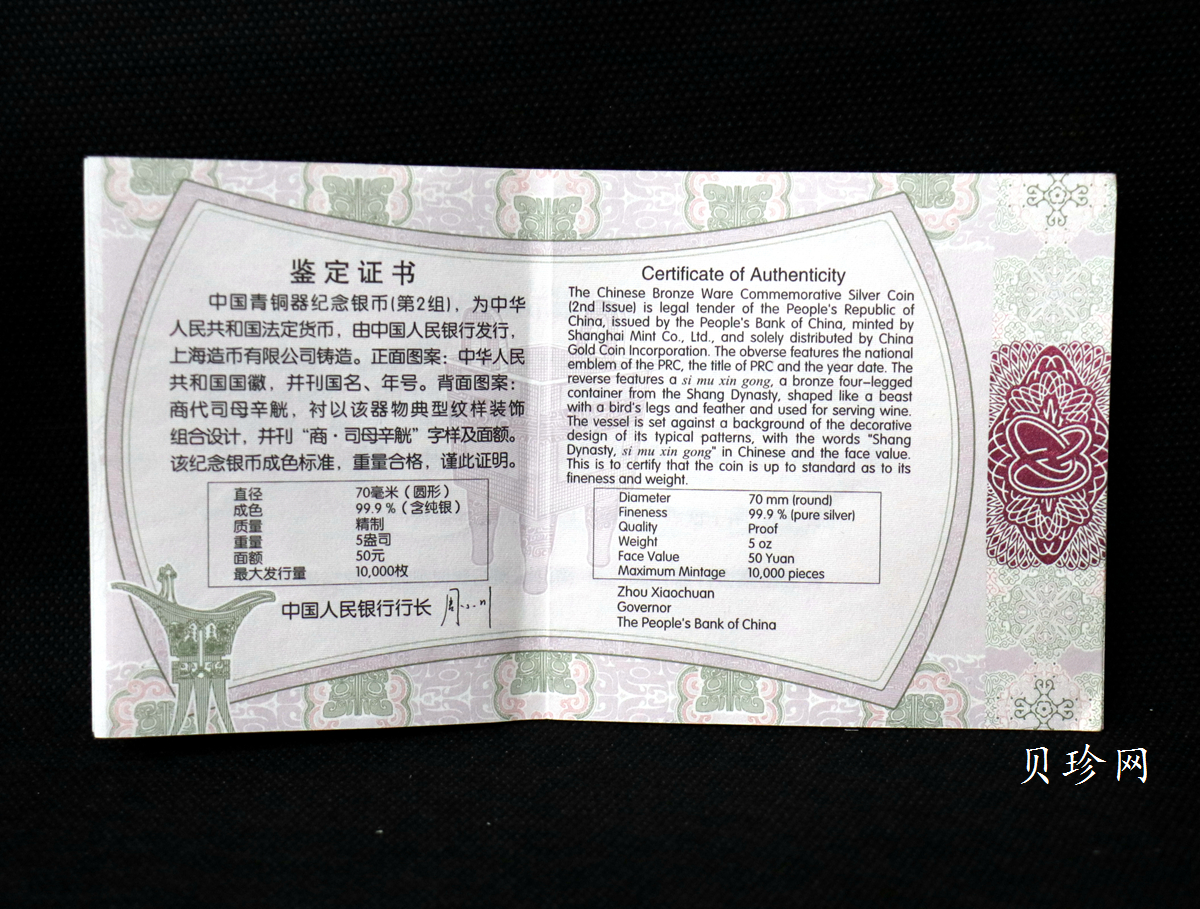 鉴定证书
中国青铜器纪念银币(第2组)，为中华
人民共和国法定货币，由中国人民银行发行，
上海造币有限公司铸造。正面图案：中华人民
共和国国徽，并刊国名、年号。背面图案：
商代司母辛觥，衬以该器物典型纹样装饰
组合设计，并刊“商·司母辛觥”字样及面额。
该纪念银币成色标准，重量合格，谨此证明。
直径 70毫米（圆形）
成色 99.9％（含纯银）
质量 精制
重量 5盎司
面额 50元
最大发行量 10,000枚
中国人民银行行长
Certificate of Authenticity
The Chinese Bronze Ware Commemorative Silver Coin
(2nd Issue) is legal tender of the People's Republic of
China, issued by the People's Bank of China, minted by
Shanghai Mint Co., Ltd., and solely distributed by China
Gold Coin Incorporation. The obverse features the national
emblem of the PRC, the title of PRC and the year date. The
reverse features a si mu xin gong, a bronze four–legged
container from the Shang Dynasty, shaped like a beast
with a bird's legs and feather and used for serving wine.
The vessel is set against a background of the decorative
design of its typical patterns, with the words "Shang
Dynasty, si mu xin gong" in Chinese and the face value.
This is to certify that the coin is up to standard as to its
fineness and weight.
Diameter 70 mm (round)
Fineness 99.9 % (pure silver)
Quality Proof
Weight 5 oz
Face Value 50 Yuan
Maximum Mintage 10,000 pieces
Zhou Xiaochuan
Governor
The People's Bank of China
贝珍网